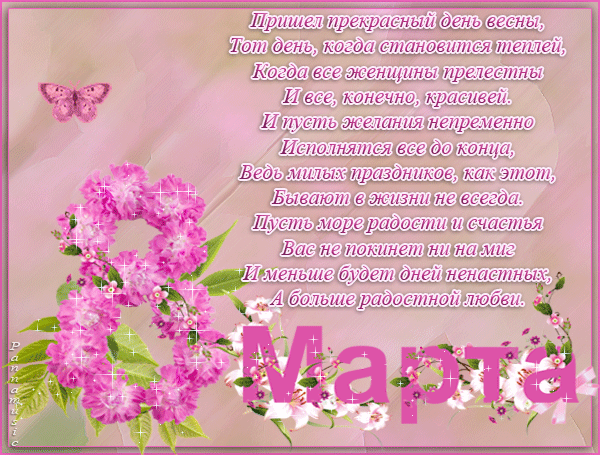 Пришел прекрасный день весны,
Тот день, когда становится теплей,
Когда все женщины прелестны
И все, конечно, красивей.
И пусть желания непременно
Исполнятся все до конца,
Ведь милых праздников, как этот,
Бывают в жизни не всегда.
Пусть море радости и счастья
Вас не покинет ни на миг
И меньше будет дней ненастных,
А больше радостной любви.
8 Марта
Pannamusic